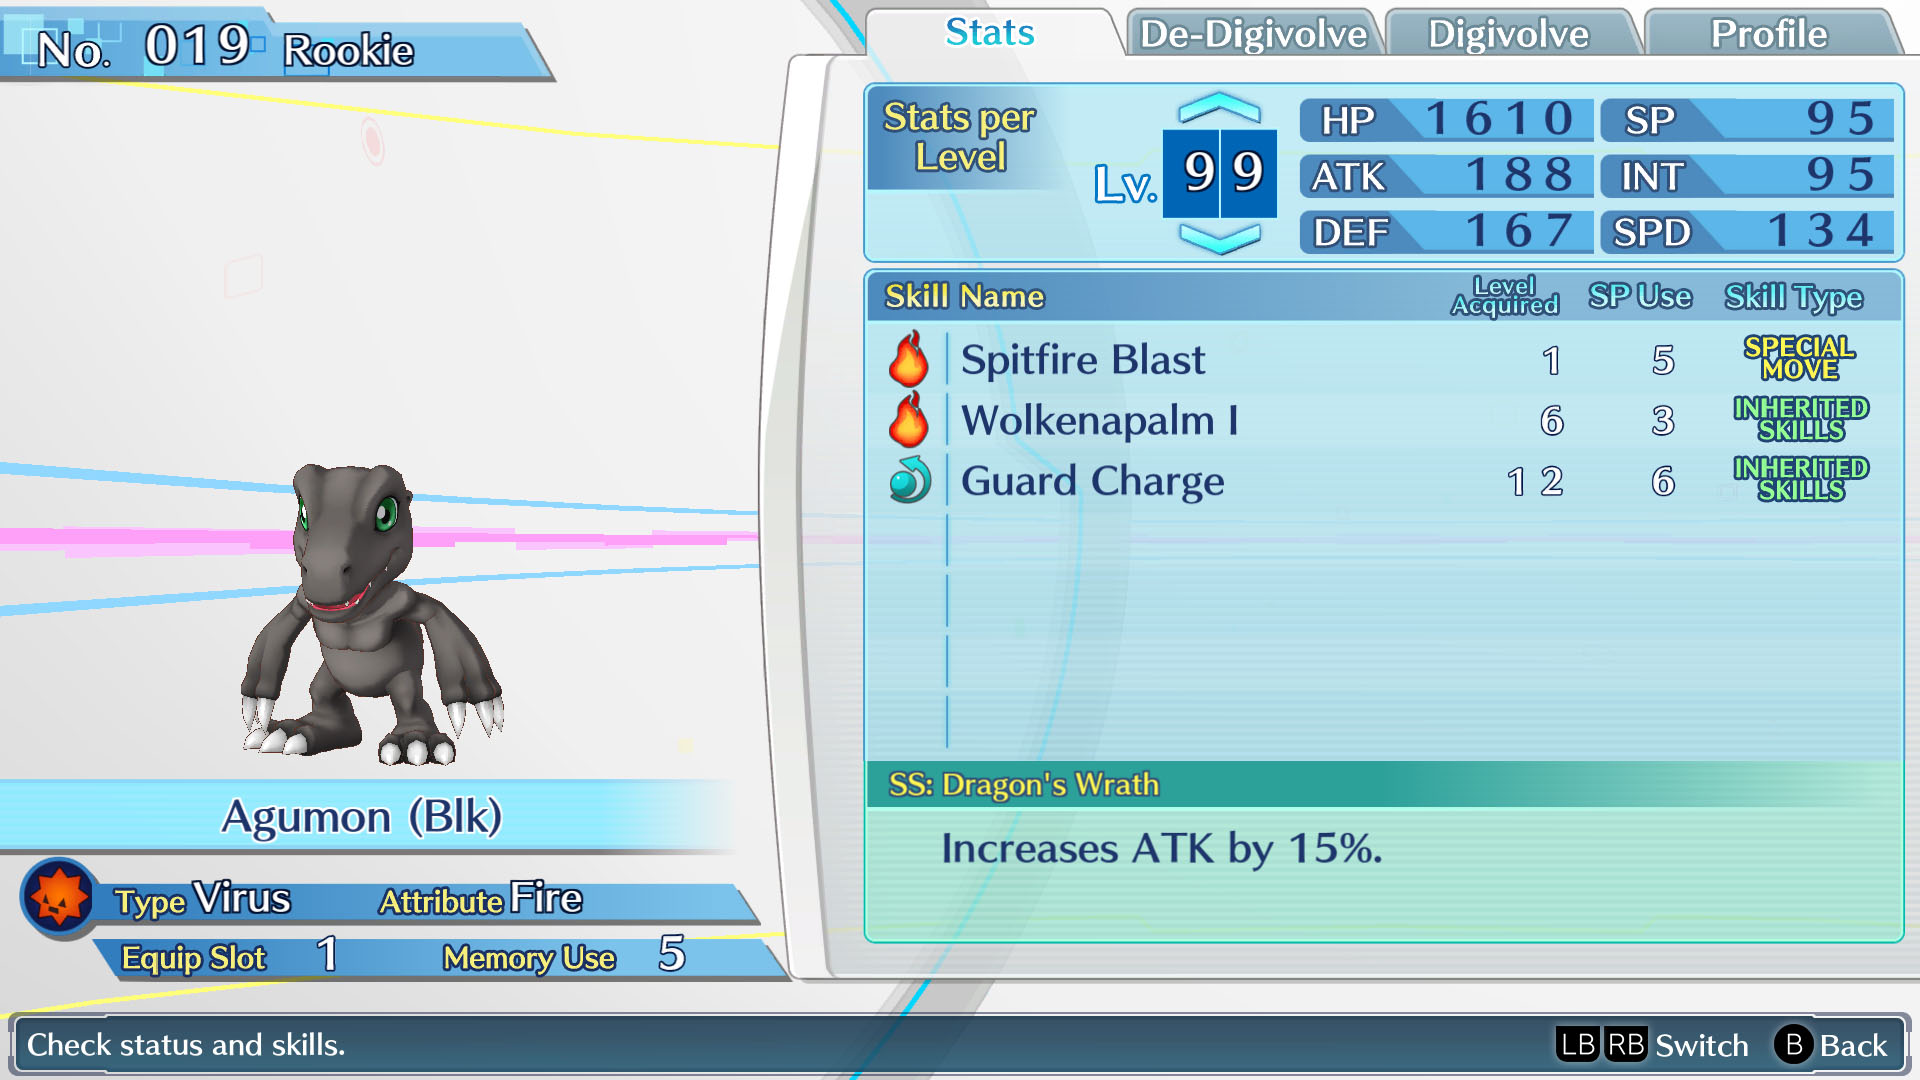 No. 019 Rookie
Stats De-Digivolve Digivolve Profile
Stats per
Level
Lv. 99
HP 1610 SP 95
ATK 188 INT 95
DEF 167 SPD 134
Skill Name Level Acquired SP Use Skill Type
Spitfire Blast 1 5 SPECIAL MOVE
Wolkenapalm I 6 3 INHERITED SKILLS
Guard Charge 12 6 INHERITED SKILLS
SS: Dragon's Wrath
Increases ATK by 15%.
Agumon (Blk)
Type Virus Attribute Fire
Equip Slot 1 Memory Use 5
Check status and skills.
LB RB Switch B Back